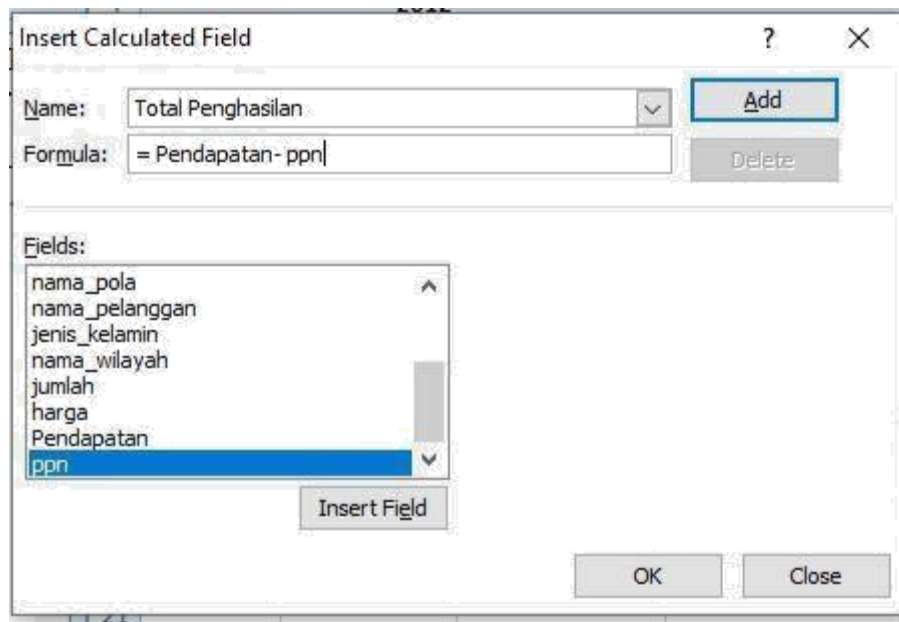 2012
Insert Calculated Field
Name: Total Penghasilan Add
Formula: = Pendapatan- ppn Delete
Fields:
nama_pola
nama_pelanggan
jenis_kelamin
nama_wilayah
jumlah
harga
Pendapatan
ppn
Insert Field
OK Close